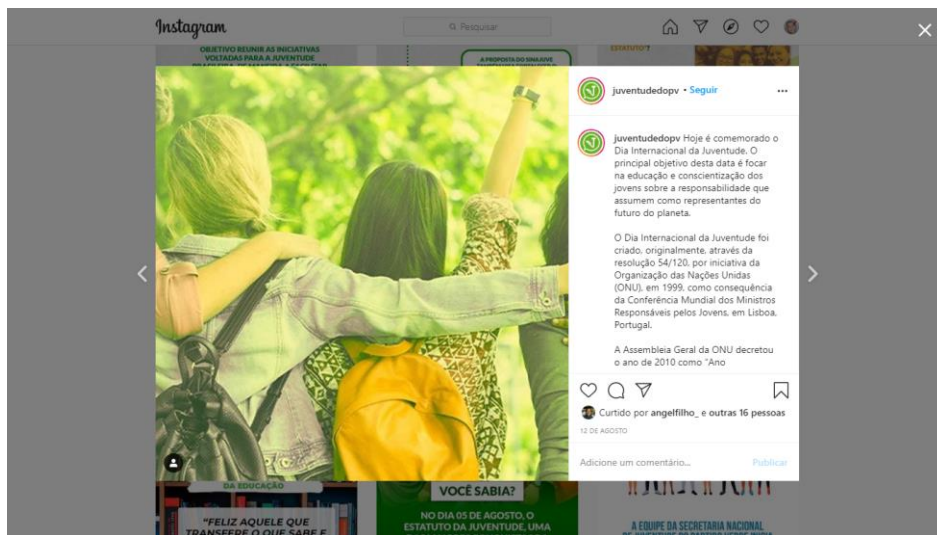 Instagram
Pesquisar
OBJETIVO REUNIR AS INICIATIVAS
VOLTADAS PARA A JUVENTUDE
A PROPOSTA DO SINAJUVE
ESTATUTO"?
juventudedopv • Seguir
juventudedopv Hoje é comemorado o
Dia Internacional da Juventude. O
principal objetivo desta data é focar
na educação e conscientização dos
jovens sobre a responsabilidade que
assumem como representantes do
futuro do planeta.
O Dia Internacional da Juventude foi
criado, originalmente, através da
resolução 54/120, por iniciativa da
Organização das Nações Unidas
(ONU), em 1999, como consequência
da Conferência Mundial dos Ministros
Responsáveis pelos Jovens, em Lisboa,
Portugal.
A Assembleia Geral da ONU decretou
o ano de 2010 como "Ano
Curtido por angelfilho_ e outras 16 pessoas
12 DE AGOSTO
Adicione um comentário...
Publicar
DA EDUCAÇÃO
"FELIZ AQUELE QUE
TRANSFERE O QUE SABE E
VOCÊ SABIA?
NO DIA 05 DE AGOSTO, O
ESTATUTO DA JUVENTUDE, UMA
A EQUIPE DA SECRETARIA NACIONAL